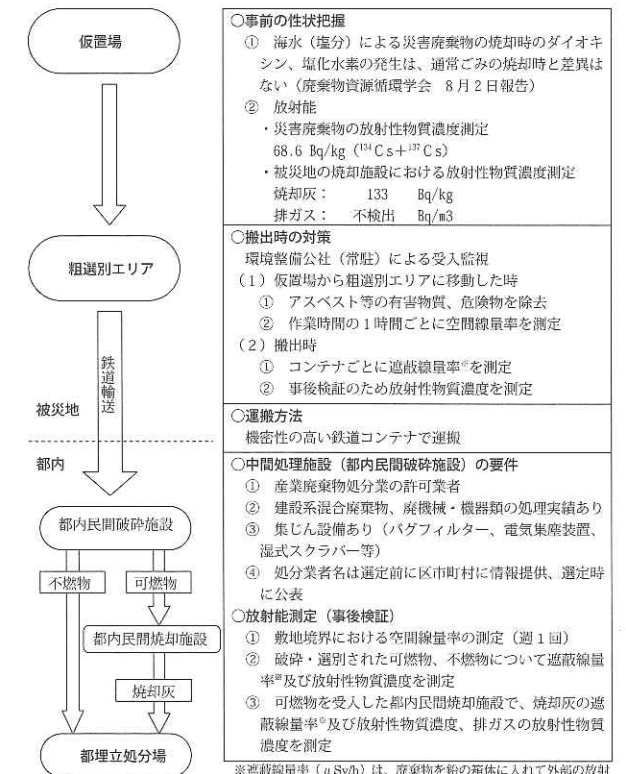 仮置場
粗選別エリア
鉄道輸送
被災地
都内
都内民間破砕施設
不燃物
可燃物
都内民間焼却施設
焼却灰
都埋立処分場
○事前の性状把握
① 海水（塩分）による災害廃棄物の焼却時のダイオキ
シン、塩化水素の発生は、通常ごみの焼却時と差異は
ない（廃棄物資源循環学会 8月2日報告）
② 放射能
・災害廃棄物の放射性物質濃度測定
68.6 Bq/kg（¹³⁴Cs＋¹³⁷Cs）
・被災地の焼却施設における放射性物質濃度測定
焼却灰： 133 Bq/kg
排ガス： 不検出 Bq/m3
○搬出時の対策
環境整備公社（常駐）による受入監視
（1）仮置場から粗選別エリアに移動した時
① アスベスト等の有害物質、危険物を除去
② 作業時間の1時間ごとに空間線量率を測定
（2）搬出時
① コンテナごとに遮蔽線量率※を測定
② 事後検証のため放射性物質濃度を測定
○運搬方法
機密性の高い鉄道コンテナで運搬
○中間処理施設（都内民間破砕施設）の要件
① 産業廃棄物処分業の許可業者
② 建設系混合廃棄物、廃機械・機器類の処理実績あり
③ 集じん設備あり（バグフィルター、電気集塵装置、
湿式スクラバー等）
④ 処分業者名は選定前に区市町村に情報提供、選定時
に公表
○放射能測定（事後検証）
① 敷地境界における空間線量率の測定（週1回）
② 破砕・選別された可燃物、不燃物について遮蔽線量
率※及び放射性物質濃度を測定
③ 可燃物を受入した都内民間焼却施設で、焼却灰の遮
蔽線量率※及び放射性物質濃度、排ガスの放射性物質
濃度を測定
※遮蔽線量率（μSv/h）は、廃棄物を鉛の箱体に入れて外部の放射